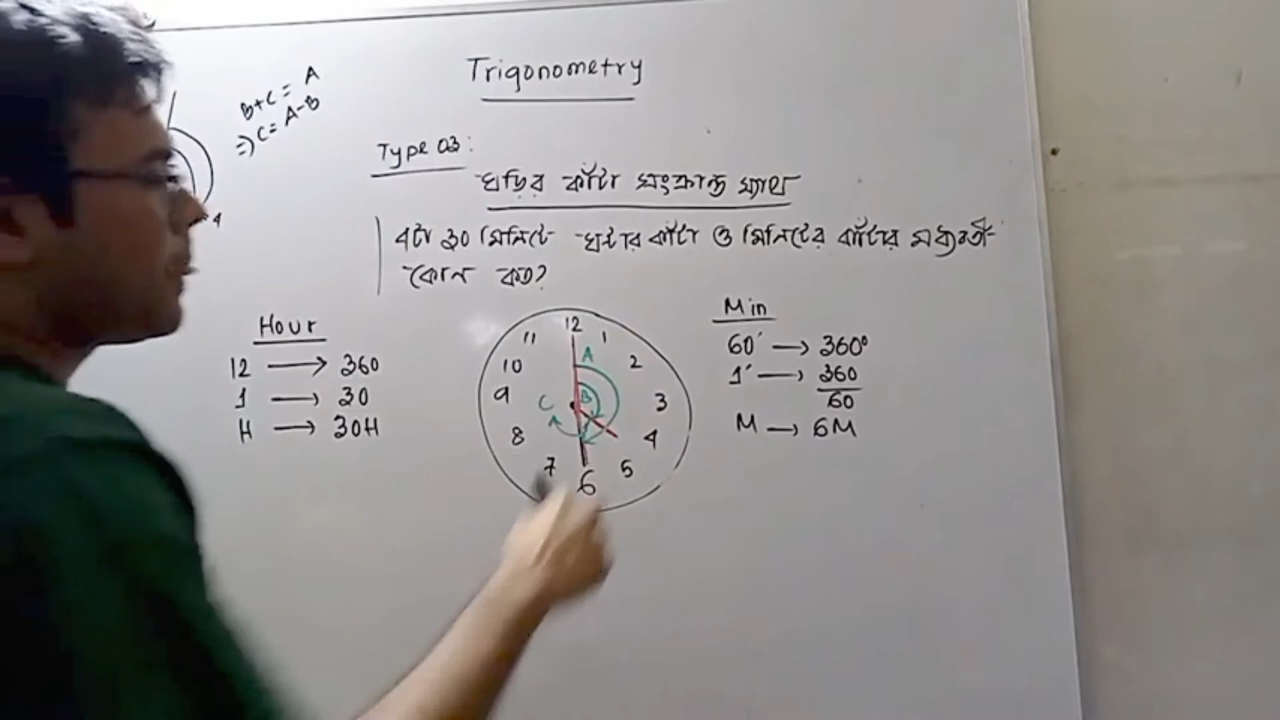 B+C = A
⇒ C = A-B
A
Trigonometry
Type 03:
ঘড়ির কাঁটা সংক্রান্ত ম্যাথ
৪টা ৩০ মিনিটে ঘন্টার কাঁটা ও মিনিটের কাঁটার মধ্যবর্তী
কোন কত?
Hour
12 → 360
1 → 30
H → 30H
12
1
2
3
4
5
6
7
8
9
10
11
A
B
C
Min
60′ → 360°
1′ → 360
60
M → 6M